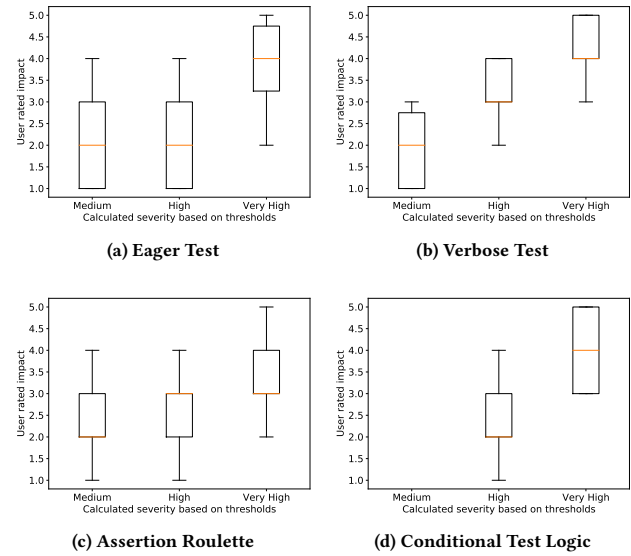 5.0
4.5
4.0
3.5
3.0
2.5
2.0
1.5
1.0
User rated impact
Medium High Very High
Calculated severity based on thresholds
(a) Eager Test
5.0
4.5
4.0
3.5
3.0
2.5
2.0
1.5
1.0
User rated impact
Medium High Very High
Calculated severity based on thresholds
(b) Verbose Test
5.0
4.5
4.0
3.5
3.0
2.5
2.0
1.5
1.0
User rated impact
Medium High Very High
Calculated severity based on thresholds
(c) Assertion Roulette
5.0
4.5
4.0
3.5
3.0
2.5
2.0
1.5
1.0
User rated impact
Medium High Very High
Calculated severity based on thresholds
(d) Conditional Test Logic